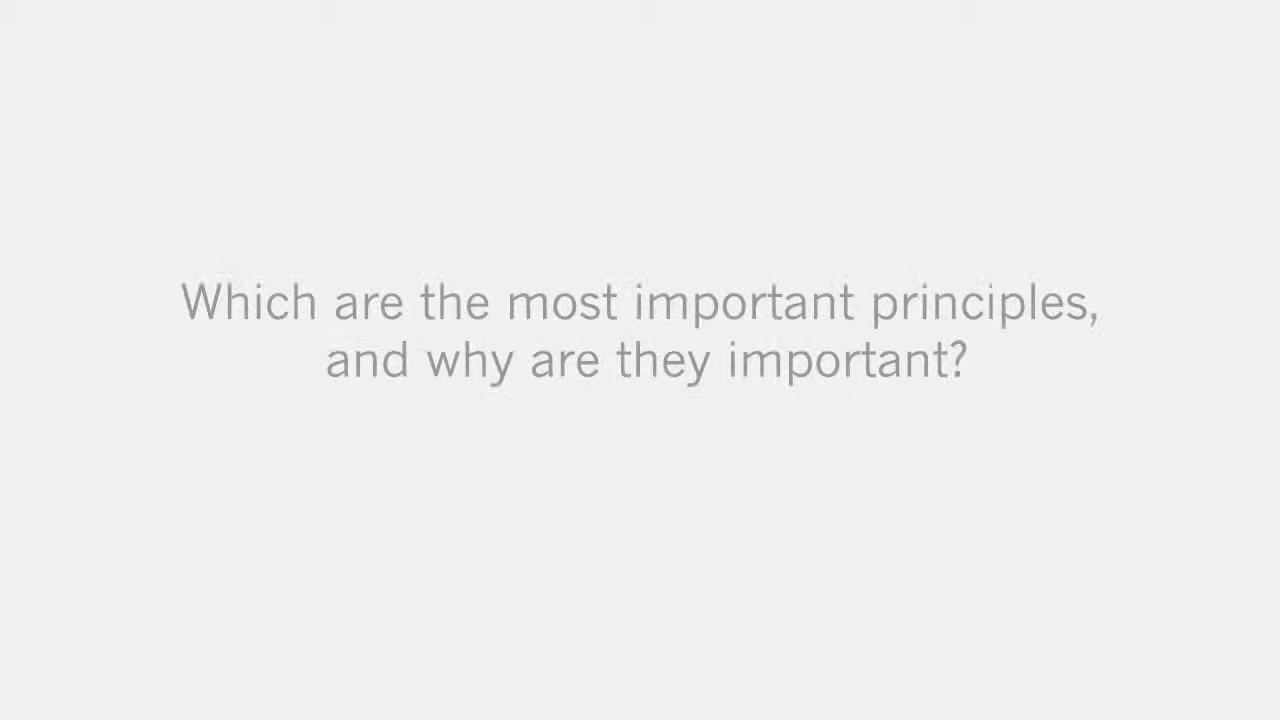 Which are the most important principles,
and why are they important?